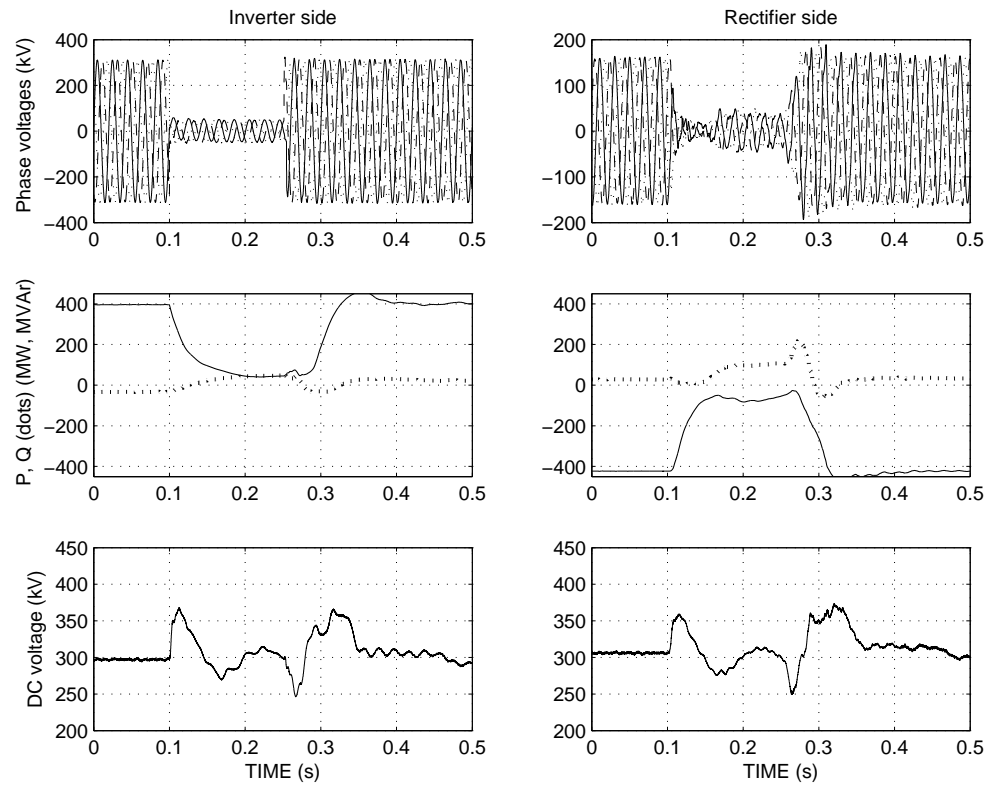 Inverter side
Rectifier side
Phase voltages (kV)
400
200
0
−200
−400
0 0.1 0.2 0.3 0.4 0.5
200
100
0
−100
−200
0 0.1 0.2 0.3 0.4 0.5
P, Q (dots) (MW, MVAr)
400
200
0
−200
−400
0 0.1 0.2 0.3 0.4 0.5
400
200
0
−200
−400
0 0.1 0.2 0.3 0.4 0.5
DC voltage (kV)
450
400
350
300
250
200
0 0.1 0.2 0.3 0.4 0.5
TIME (s)
450
400
350
300
250
200
0 0.1 0.2 0.3 0.4 0.5
TIME (s)